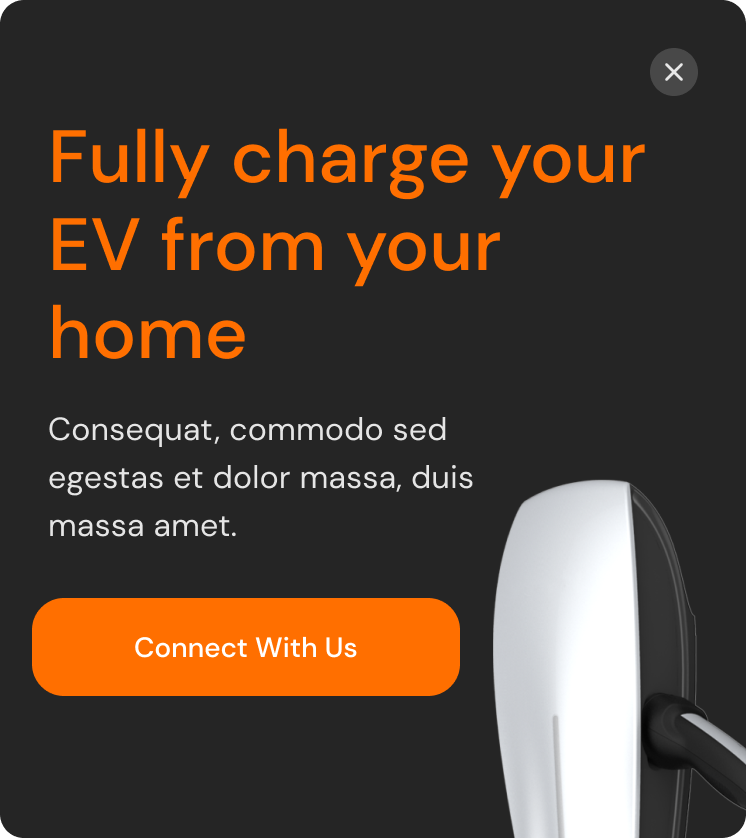 Fully charge your
EV from your
home
Consequat, commodo sed
egestas et dolor massa, duis
massa amet.
Connect With Us